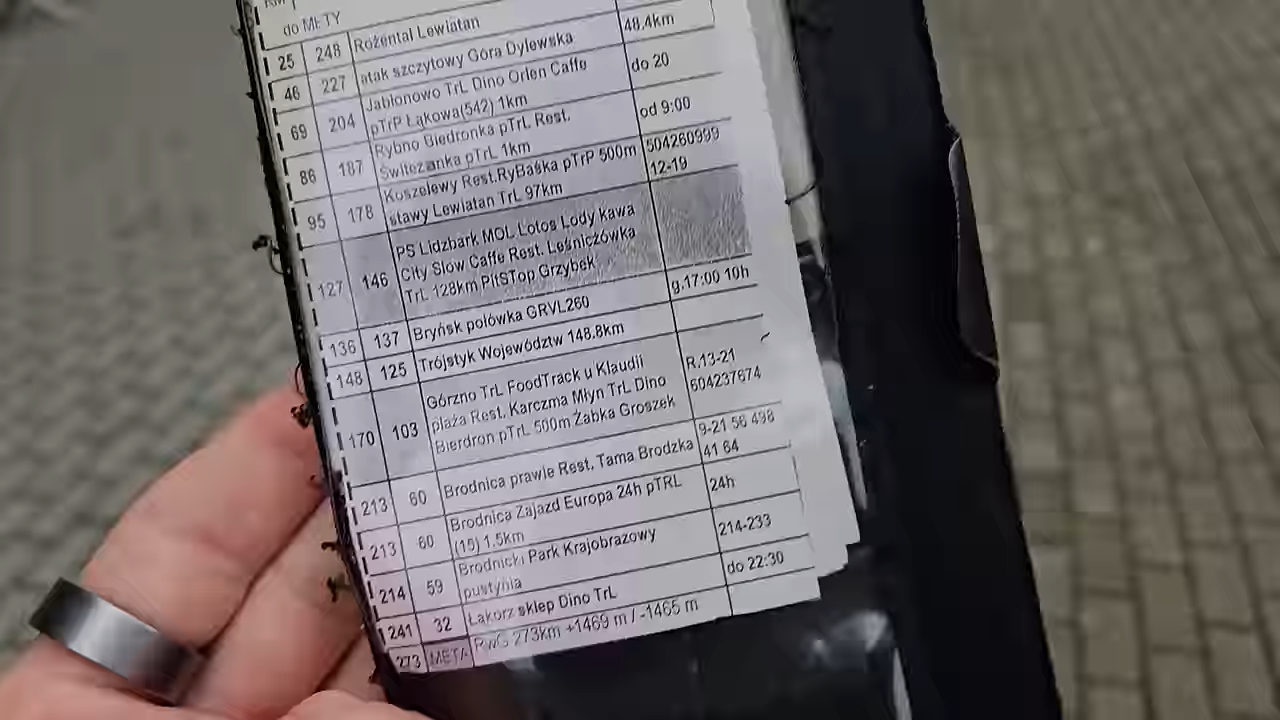 do METY
25 248 Rożental Lewiatan
46 227 atak szczytowy Góra Dylewska 48,4km
69 204 Jabłonowo TrL Dino Orlen Caffe
pTrP Łąkowa(542) 1km do 20
86 187 Rybno Biedronka pTrL Rest.
Świtezianka pTrL 1km od 9:00
95 178 Koszelewy Rest.RyBaśka pTrP 500m 504260999
stawy Lewiatan TrL 97km 12-19
127 146 PS Lidzbark MOL Lotos Lody kawa
City Slow Caffe Rest. Leśniczówka
TrL 128km PitSTop Grzybek
136 137 Bryńsk polówka GRVL260 g.17:00 10h
148 125 Trójstyk Województw 148.8km
170 103 Górzno TrL FoodTrack u Klaudii
plaża Rest. Karczma Młyn TrL Dino R.13-21
Bierdron pTrL 500m Żabka Groszek 604237674
213 60 Brodnica prawie Rest. Tama Brodzka 9-21 56 498
41 64
213 60 Brodnica Zajazd Europa 24h pTRL 24h
(15) 1.5km
214 59 Brodnicki Park Krajobrazowy 214-233
pustynia
241 32 Łąkorz sklep Dino TrL do 22:30
273 META RwG 273km +1469 m / -1465 m